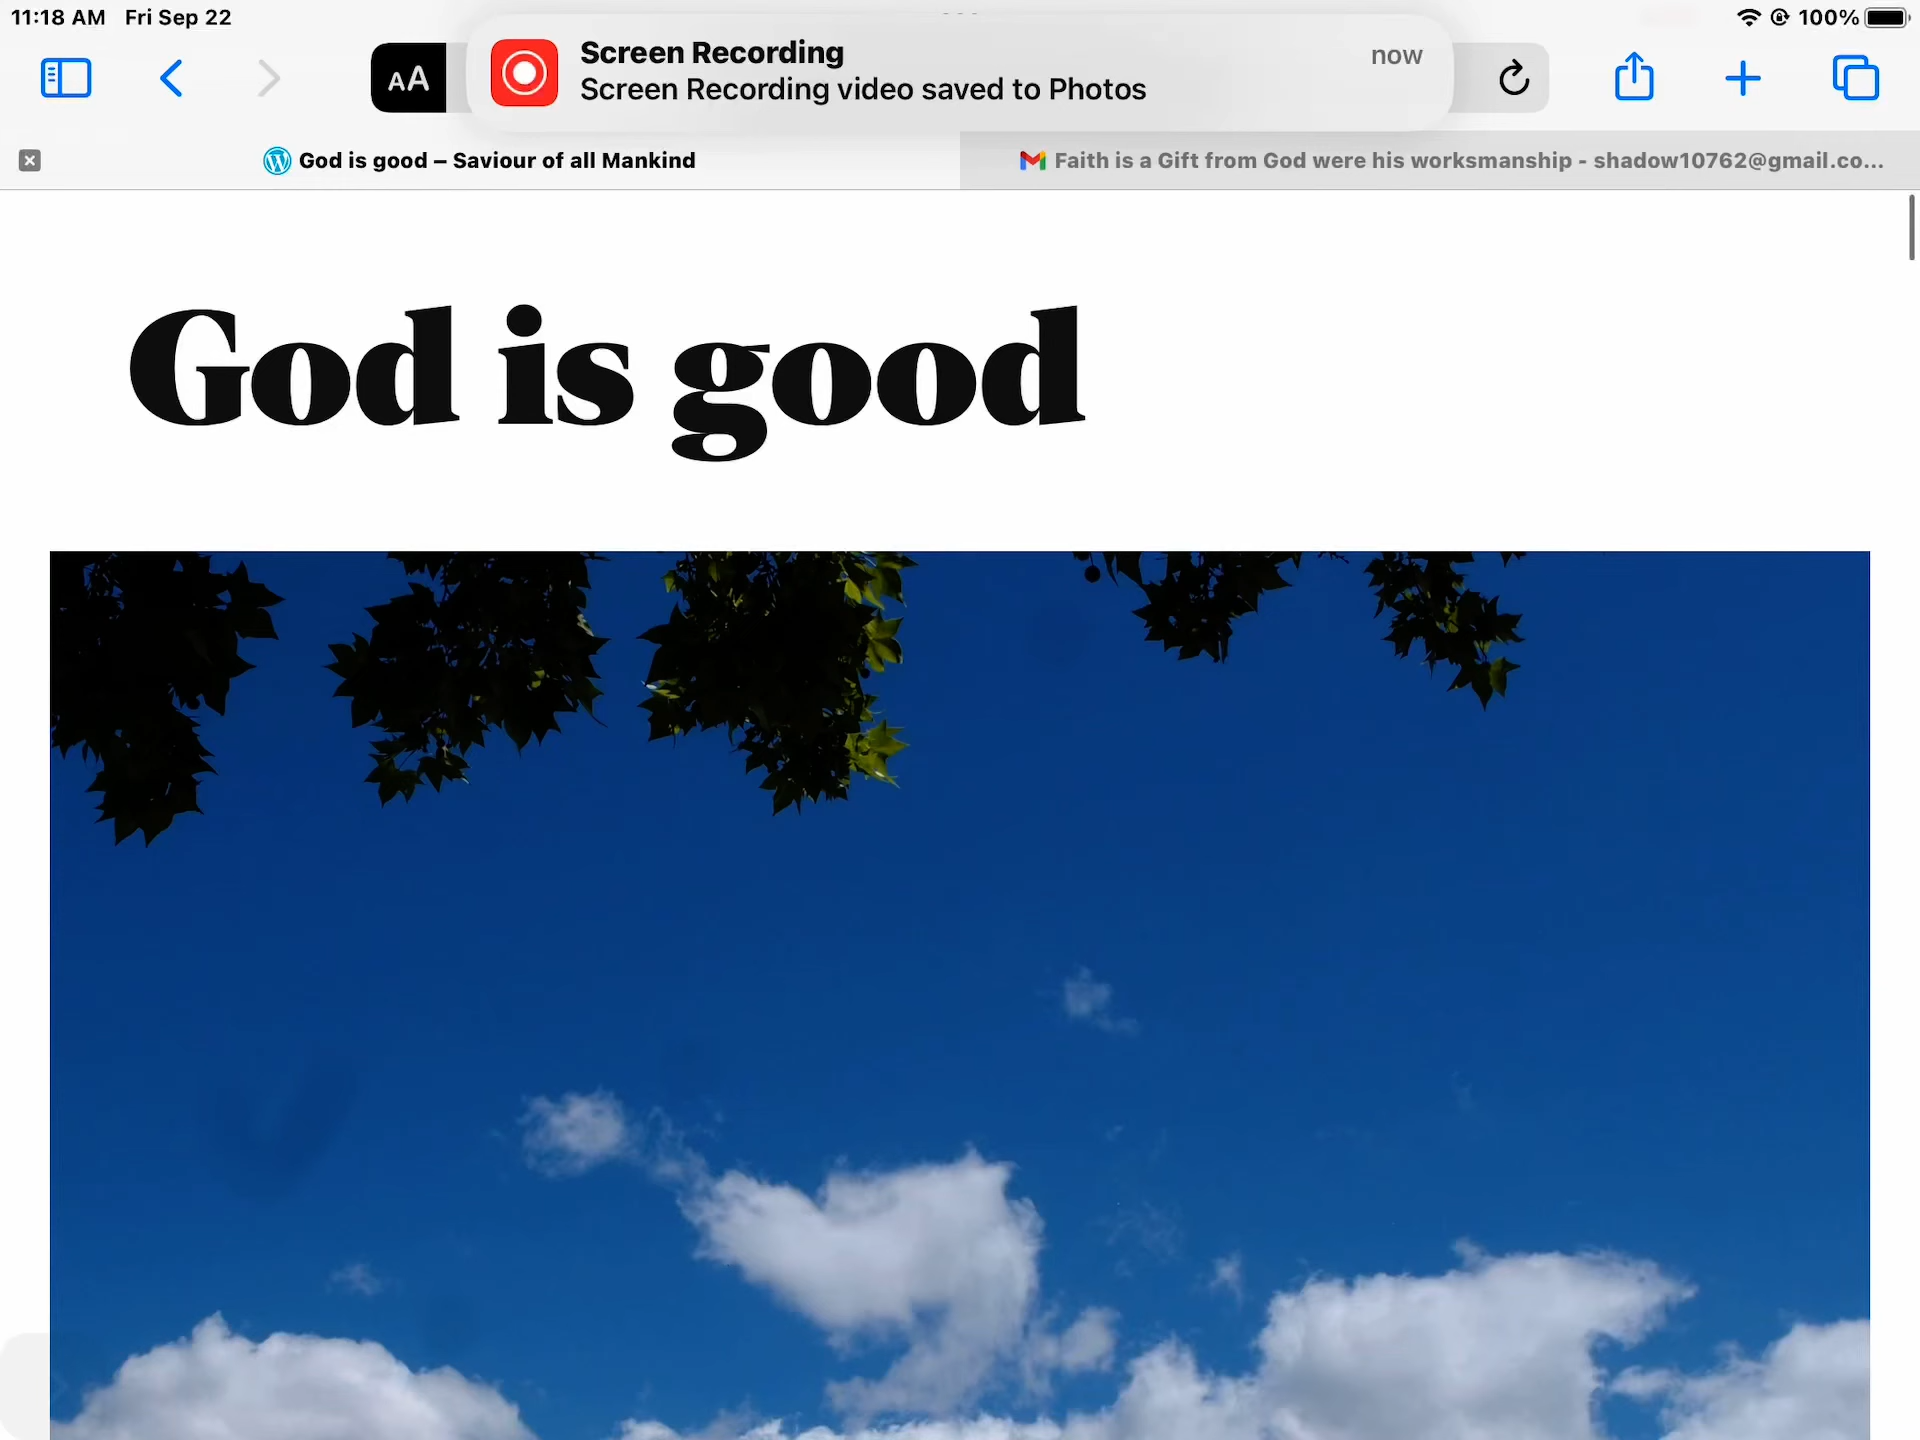 11:18 AM Fri Sep 22
100%
AA
Screen Recording
now
Screen Recording video saved to Photos
God is good – Saviour of all Mankind
Faith is a Gift from God were his worksmanship - shadow10762@gmail.co...
God is good